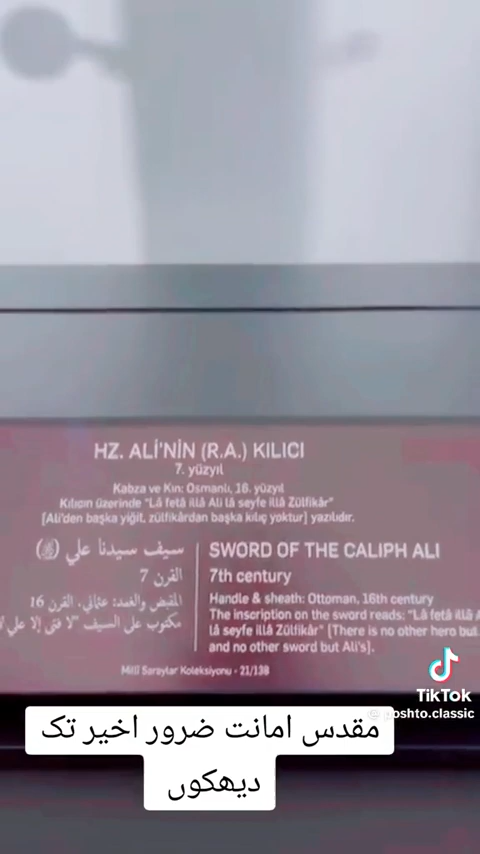 HZ. ALİ'NİN (R.A.) KILICI
7. yüzyıl
Kabza ve Kın: Osmanlı, 16. yüzyıl
Kılıcın üzerinde "Lâ fetâ illâ Ali lâ seyfe illâ Zülfikâr"
[Ali'den başka yiğit, zülfikârdan başka kılıç yoktur] yazılıdır.
سيف سيدنا علي
القرن 7
المقبض والغمد: عثماني، القرن 16
مكتوب على السيف "لا فتى إلا علي لا
SWORD OF THE CALIPH ALI
7th century
Handle & sheath: Ottoman, 16th century
The inscription on the sword reads: "Lâ fetâ illâ A
lâ seyfe illâ Zülfikâr" [There is no other hero but
and no other sword but Ali's].
Millî Saraylar Koleksiyonu - 21/138
TikTok
poshto.classic
مقدس امانت ضرور اخیر تک
دیھکوں